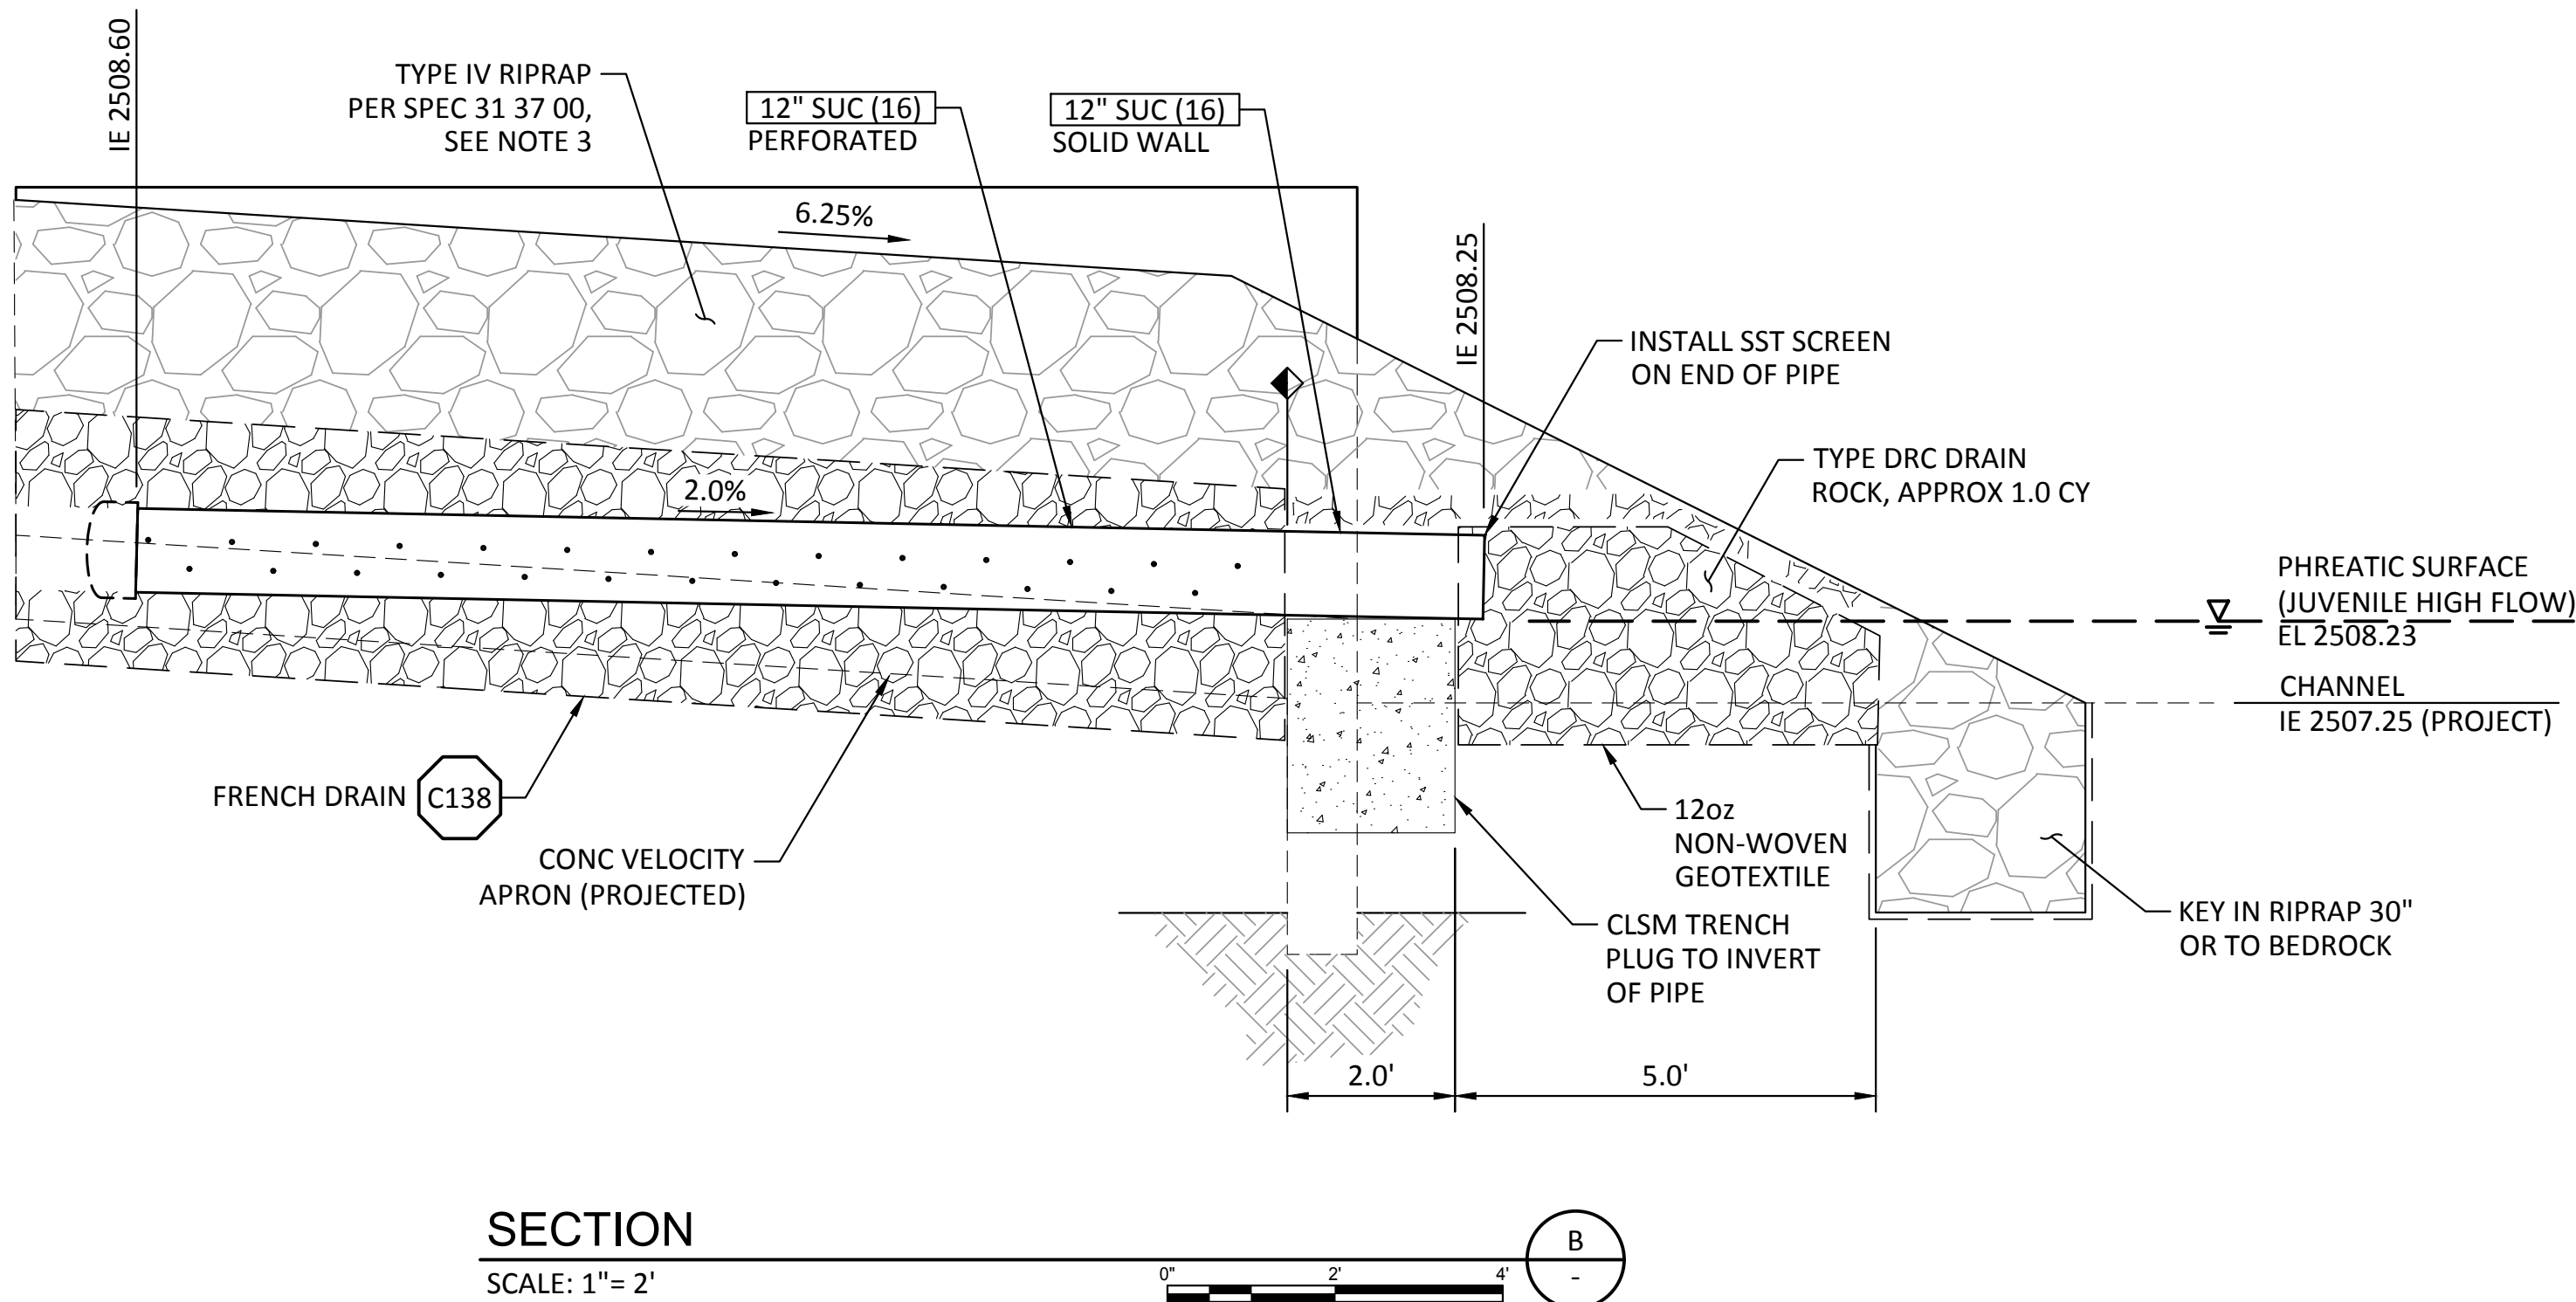 IE 2508.60
TYPE IV RIPRAP
PER SPEC 31 37 00,
SEE NOTE 3
12" SUC (16)
PERFORATED
12" SUC (16)
SOLID WALL
6.25%
IE 2508.25
INSTALL SST SCREEN
ON END OF PIPE
TYPE DRC DRAIN
ROCK, APPROX 1.0 CY
2.0%
PHREATIC SURFACE
(JUVENILE HIGH FLOW)
EL 2508.23
CHANNEL
IE 2507.25 (PROJECT)
FRENCH DRAIN
C138
CONC VELOCITY
APRON (PROJECTED)
12oz
NON-WOVEN
GEOTEXTILE
CLSM TRENCH
PLUG TO INVERT
OF PIPE
KEY IN RIPRAP 30"
OR TO BEDROCK
2.0'
5.0'
SECTION
SCALE: 1"= 2'
0"
2'
4'
B
-